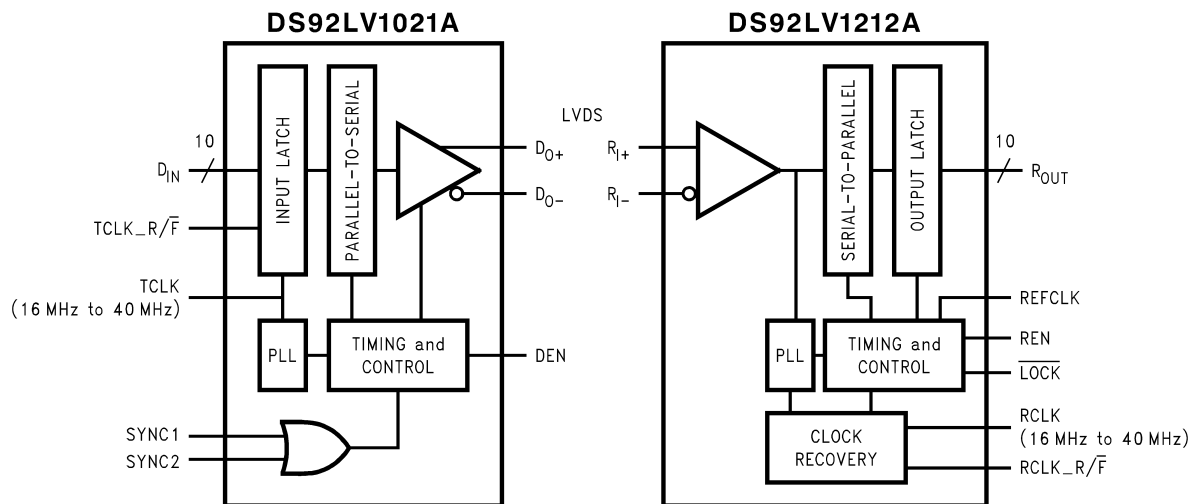 DS92LV1021A
DS92LV1212A
INPUT LATCH
PARALLEL-TO-SERIAL
10
D_IN
TCLK_R/F̅
TCLK
(16 MHz to 40 MHz)
PLL
TIMING and
CONTROL
DEN
SYNC1
SYNC2
LVDS
D_O+
D_O-
R_I+
R_I-
SERIAL-TO-PARALLEL
OUTPUT LATCH
10
R_OUT
REFCLK
REN
L̅O̅C̅K̅
PLL
TIMING and
CONTROL
CLOCK
RECOVERY
RCLK
(16 MHz to 40 MHz)
RCLK_R/F̅